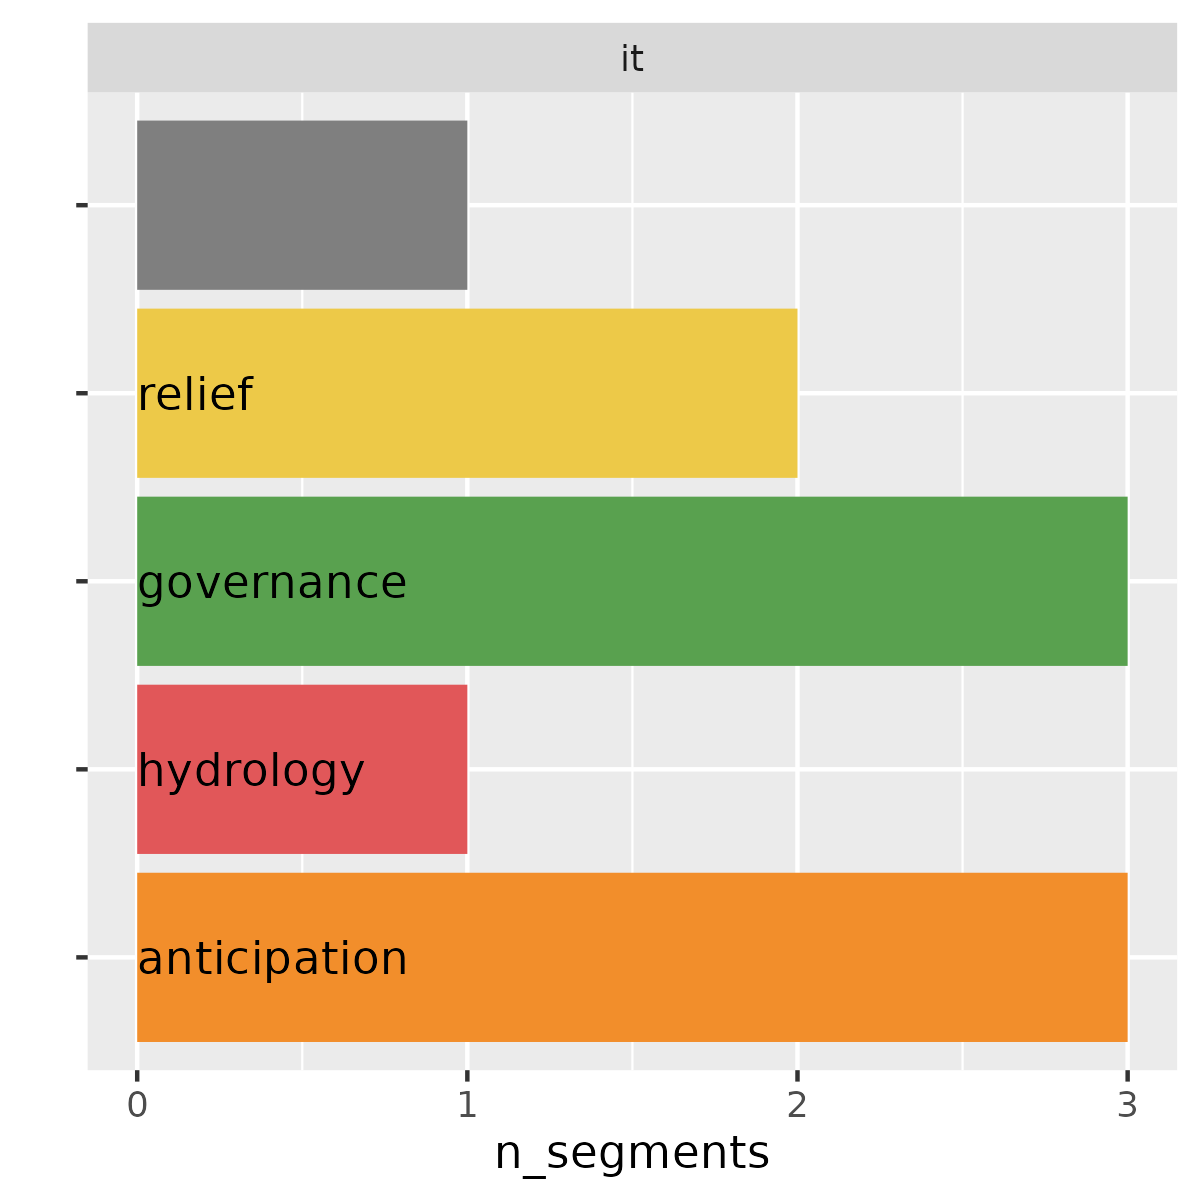 it
relief
governance
hydrology
anticipation
0 1 2 3
n_segments